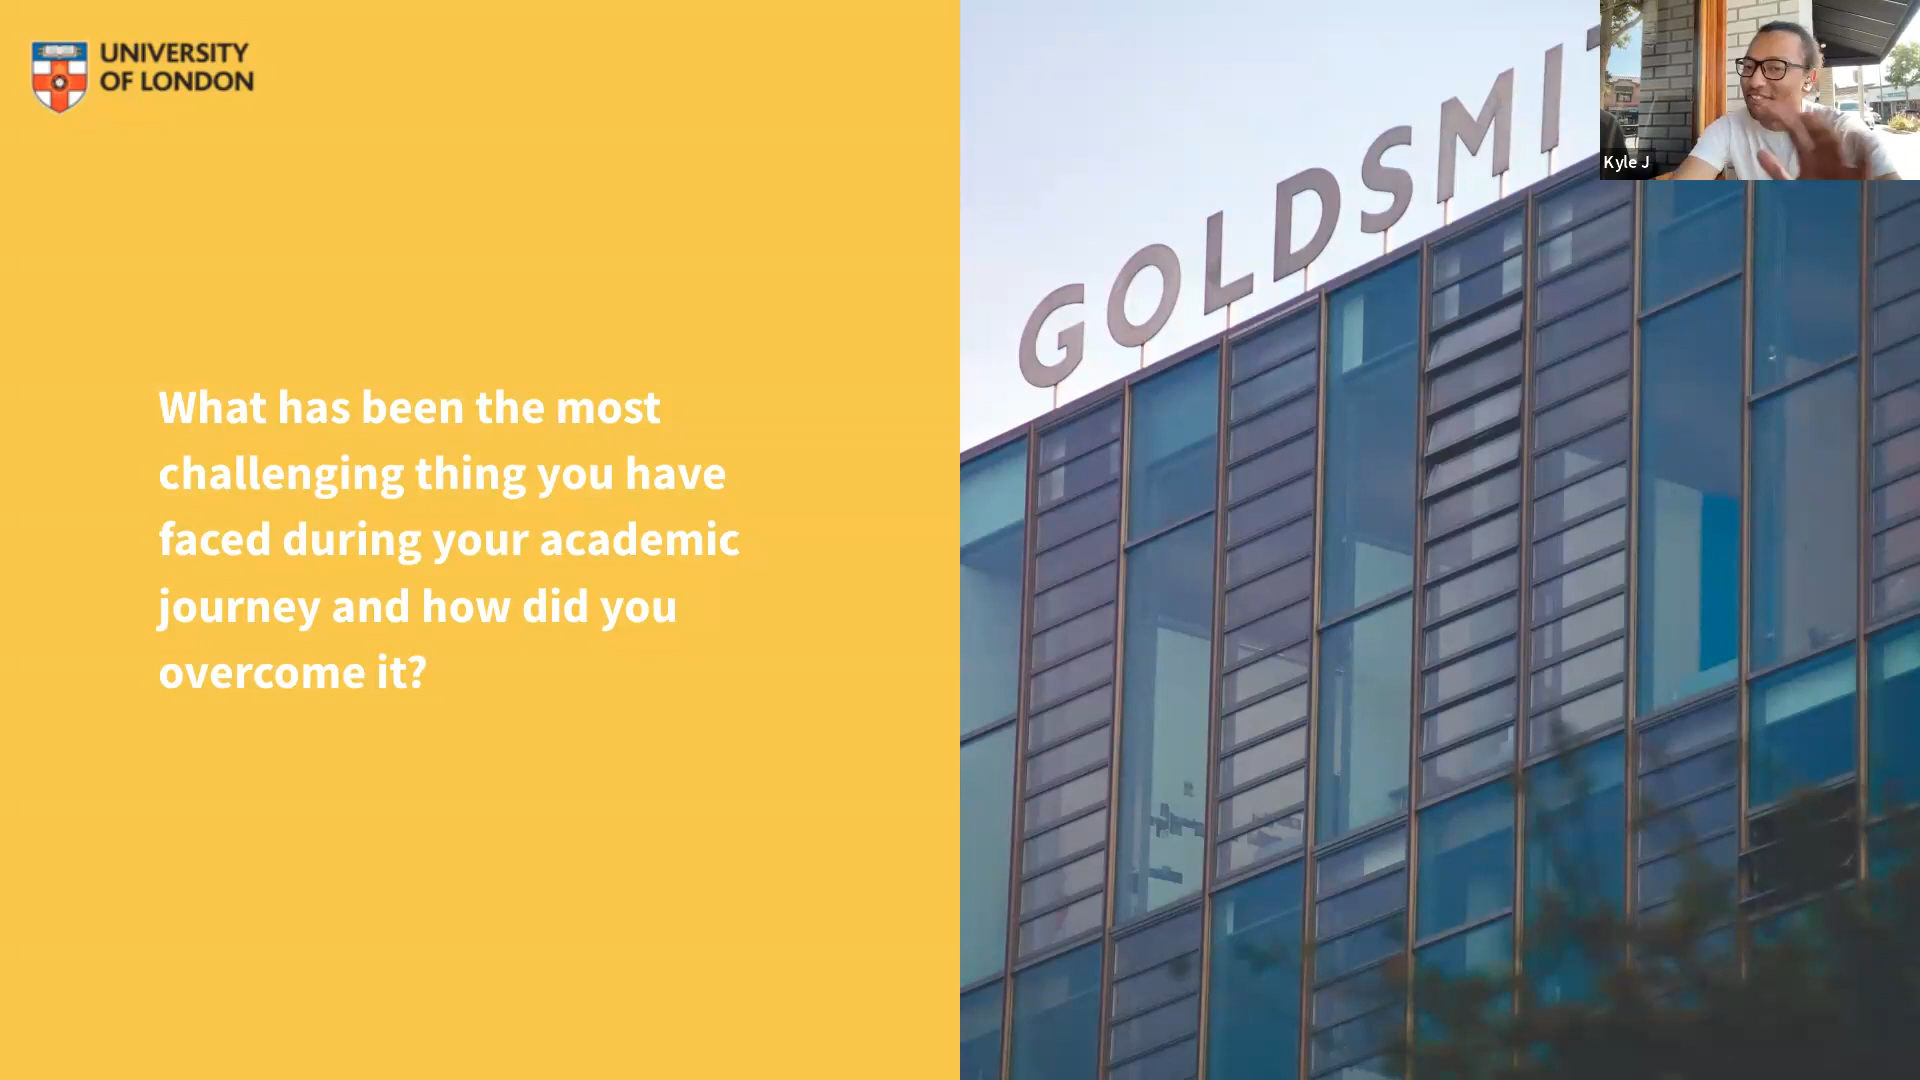 UNIVERSITY
OF LONDON
What has been the most
challenging thing you have
faced during your academic
journey and how did you
overcome it?
GOLDSMI
Kyle J